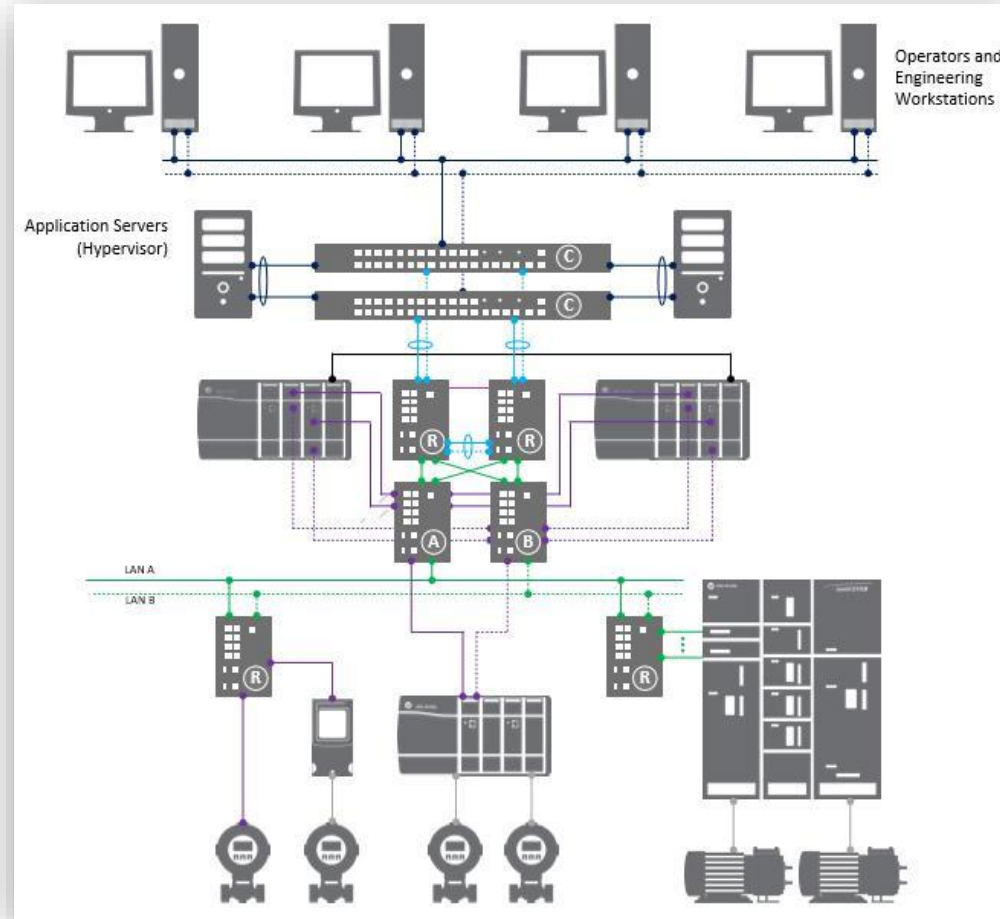 Operators and
Engineering
Workstations
Application Servers
(Hypervisor)
C
C
R
R
A
B
LAN A
LAN B
R
R